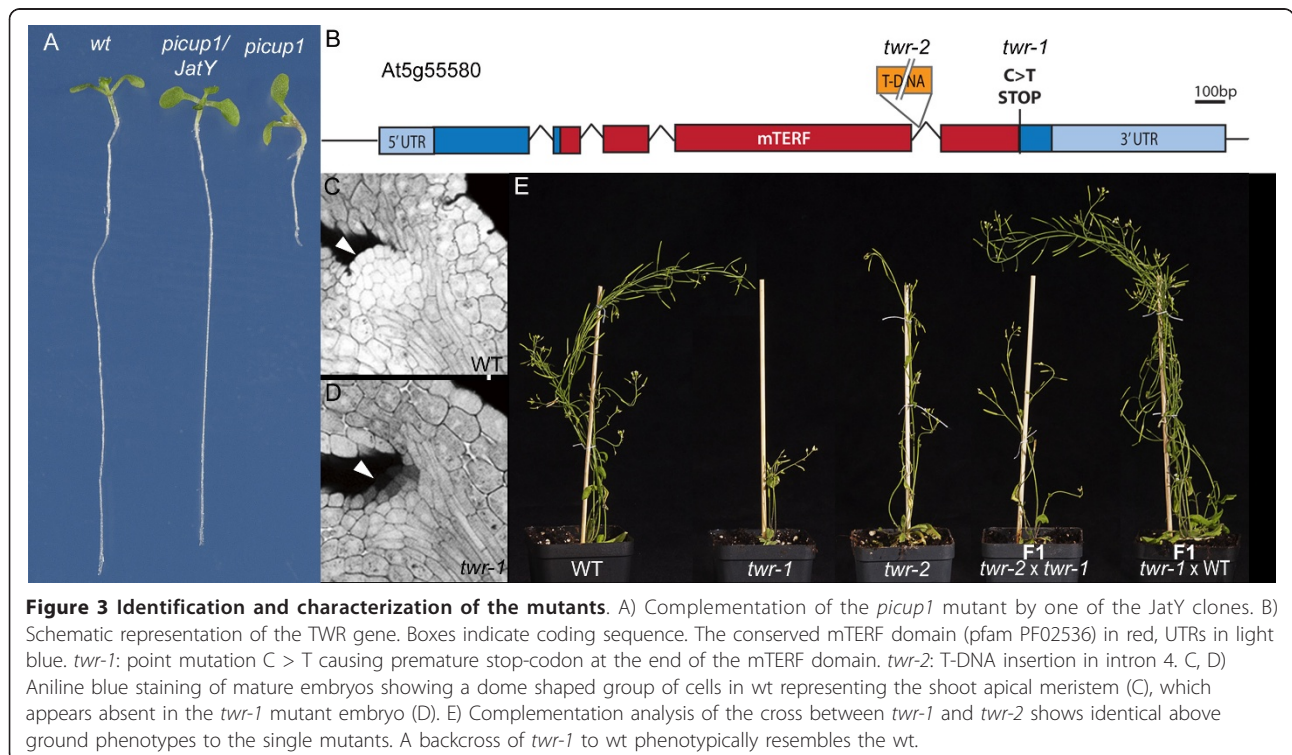 A
wt
picup1/
JatY
picup1
B
At5g55580
twr-2
T-DNA
twr-1
C>T
STOP
100bp
5' UTR
mTERF
3' UTR
C
WT
D
twr-1
E
WT
twr-1
twr-2
F1
twr-2 x twr-1
F1
twr-1 x WT
Figure 3 Identification and characterization of the mutants. A) Complementation of the picup1 mutant by one of the JatY clones. B)
Schematic representation of the TWR gene. Boxes indicate coding sequence. The conserved mTERF domain (pfam PF02536) in red, UTRs in light
blue. twr-1: point mutation C > T causing premature stop-codon at the end of the mTERF domain. twr-2: T-DNA insertion in intron 4. C, D)
Aniline blue staining of mature embryos showing a dome shaped group of cells in wt representing the shoot apical meristem (C), which
appears absent in the twr-1 mutant embryo (D). E) Complementation analysis of the cross between twr-1 and twr-2 shows identical above
ground phenotypes to the single mutants. A backcross of twr-1 to wt phenotypically resembles the wt.